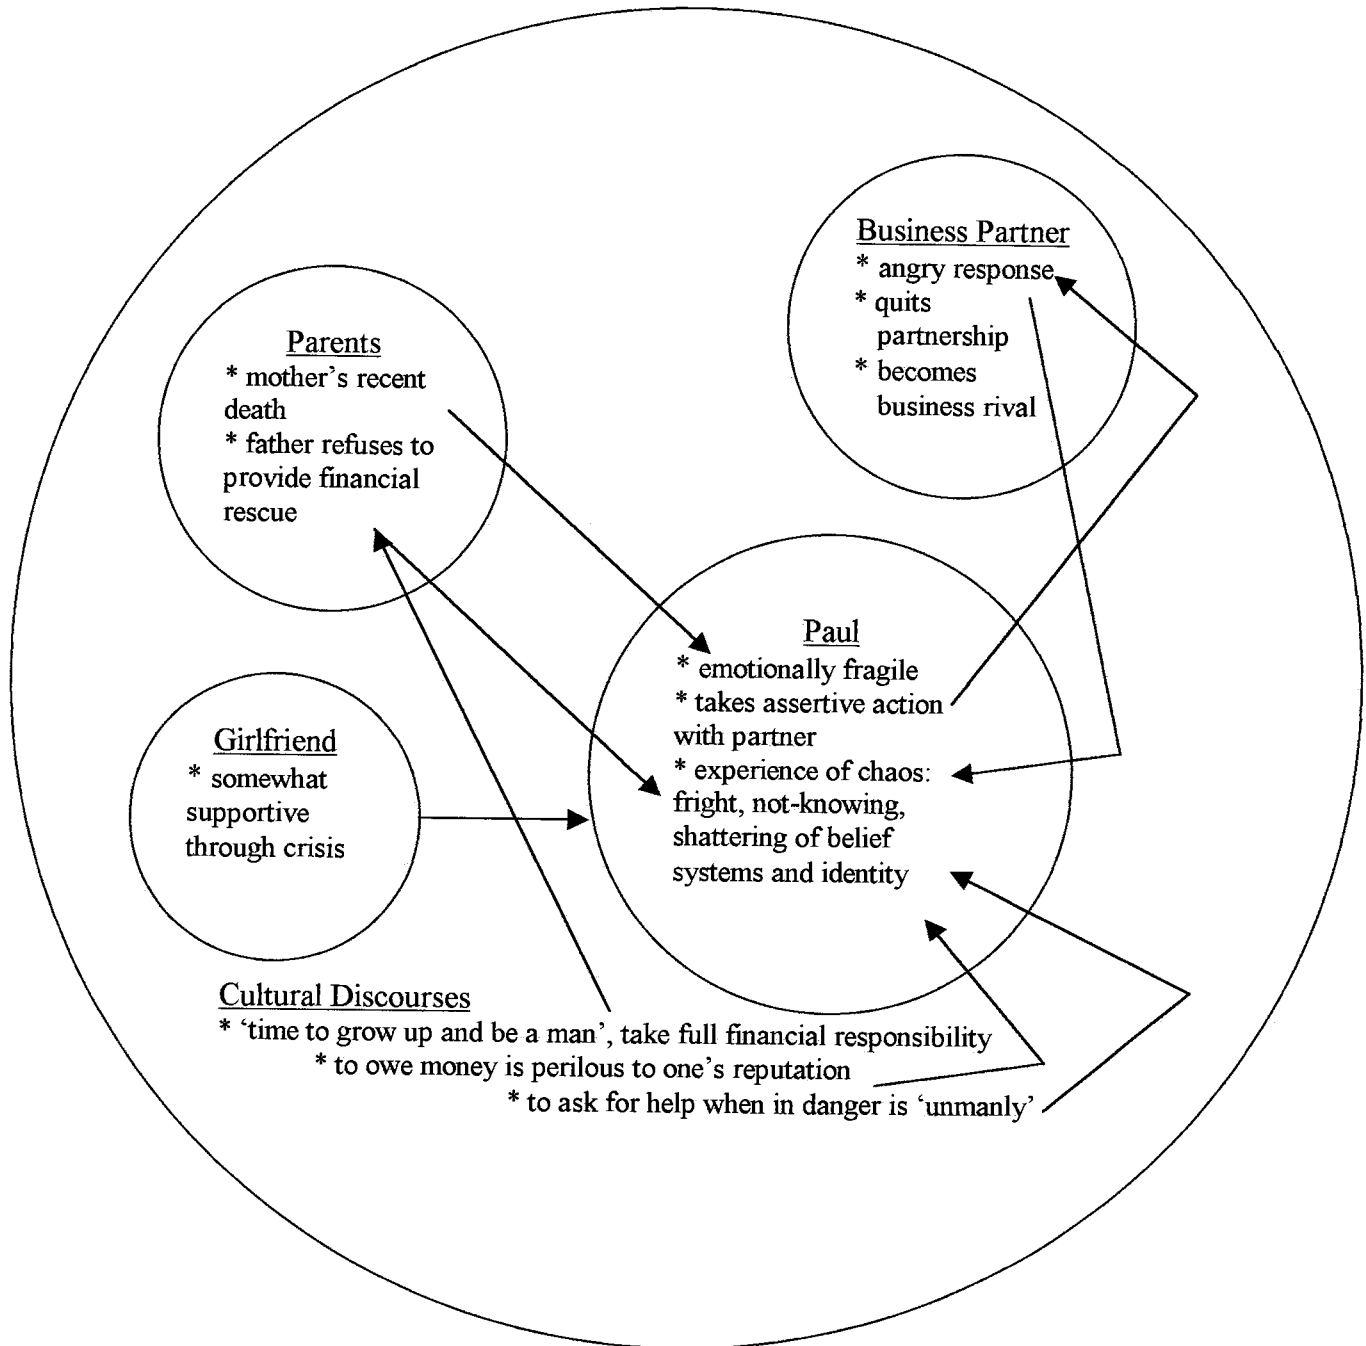 Business Partner
* angry response
* quits
partnership
* becomes
business rival
Parents
* mother's recent
death
* father refuses to
provide financial
rescue
Paul
* emotionally fragile
* takes assertive action
with partner
* experience of chaos:
fright, not-knowing,
shattering of belief
systems and identity
Girlfriend
* somewhat
supportive
through crisis
Cultural Discourses
* ‘time to grow up and be a man’, take full financial responsibility
* to owe money is perilous to one's reputation
* to ask for help when in danger is ‘unmanly’